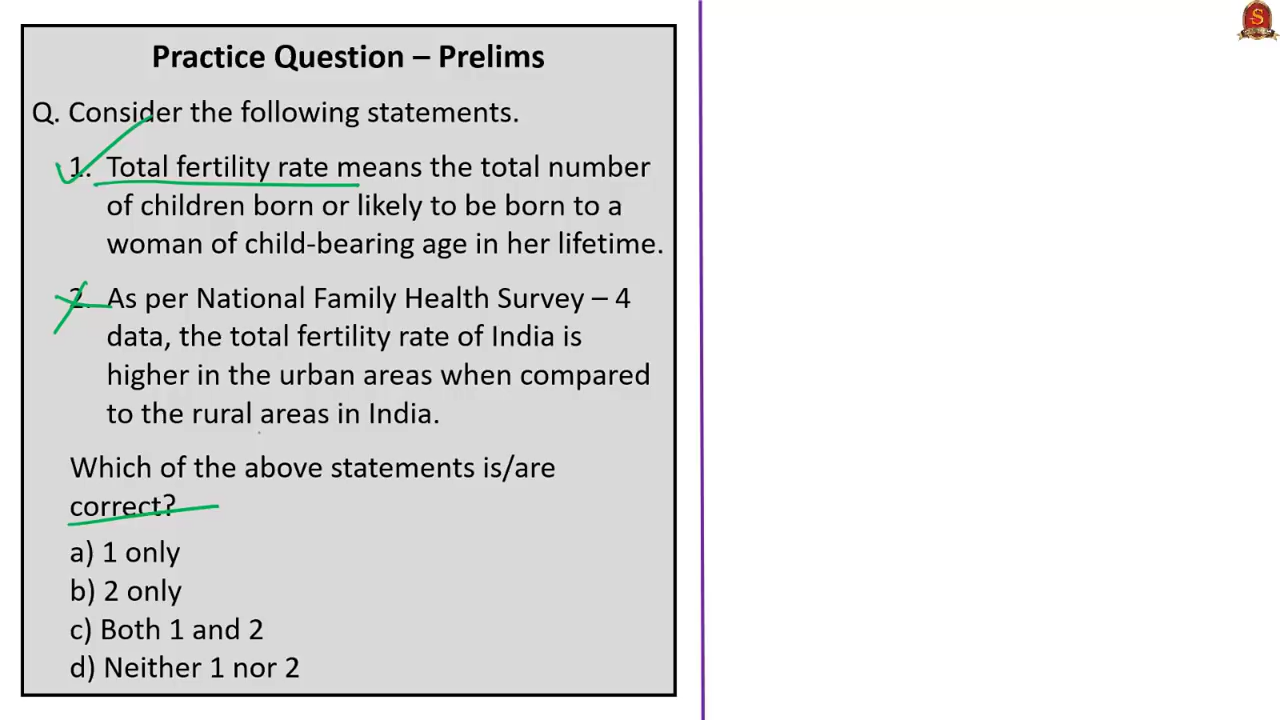 Practice Question – Prelims
Q. Consider the following statements.
1. Total fertility rate means the total number
of children born or likely to be born to a
woman of child-bearing age in her lifetime.
2. As per National Family Health Survey – 4
data, the total fertility rate of India is
higher in the urban areas when compared
to the rural areas in India.
Which of the above statements is/are
correct?
a) 1 only
b) 2 only
c) Both 1 and 2
d) Neither 1 nor 2
S